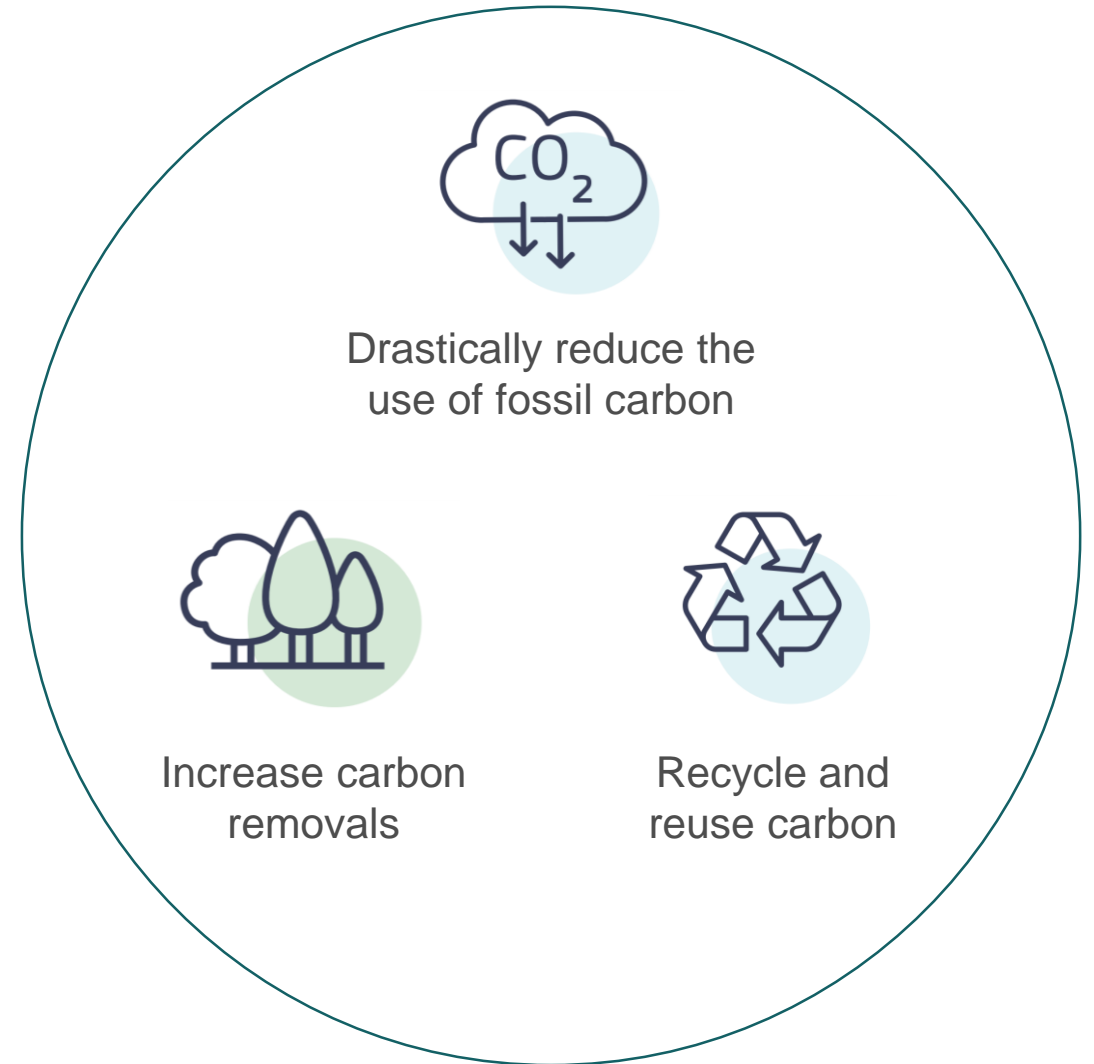 CO₂
Drastically reduce the
use of fossil carbon
Increase carbon
removals
Recycle and
reuse carbon